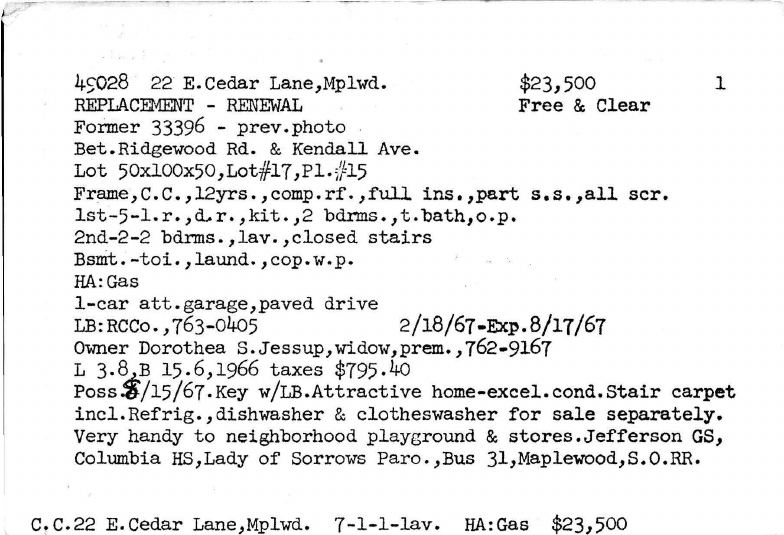 49028 22 E.Cedar Lane,Mplwd. $23,500 1
REPLACEMENT - RENEWAL Free & Clear
Former 33396 - prev.photo
Bet.Ridgewood Rd. & Kendall Ave.
Lot 50x100x50,Lot#17,Pl.#15
Frame,C.C.,12yrs.,comp.rf.,full ins.,part s.s.,all scr.
1st-5-l.r.,d.r.,kit.,2 bdrms.,t.bath,o.p.
2nd-2-2 bdrms.,lav.,closed stairs
Bsmt.-toi.,laund.,cop.w.p.
HA:Gas
1-car att.garage,paved drive
LB:RCCo.,763-0405 2/18/67-Exp.8/17/67
Owner Dorothea S.Jessup,widow,prem.,762-9167
L 3.8,B 15.6,1966 taxes $795.40
Poss.8/15/67.Key w/LB.Attractive home-excel.cond.Stair carpet
incl.Refrig.,dishwasher & clotheswasher for sale separately.
Very handy to neighborhood playground & stores.Jefferson GS,
Columbia HS,Lady of Sorrows Paro.,Bus 31,Maplewood,S.O.RR.
C.C.22 E.Cedar Lane,Mplwd. 7-1-1-lav. HA:Gas $23,500